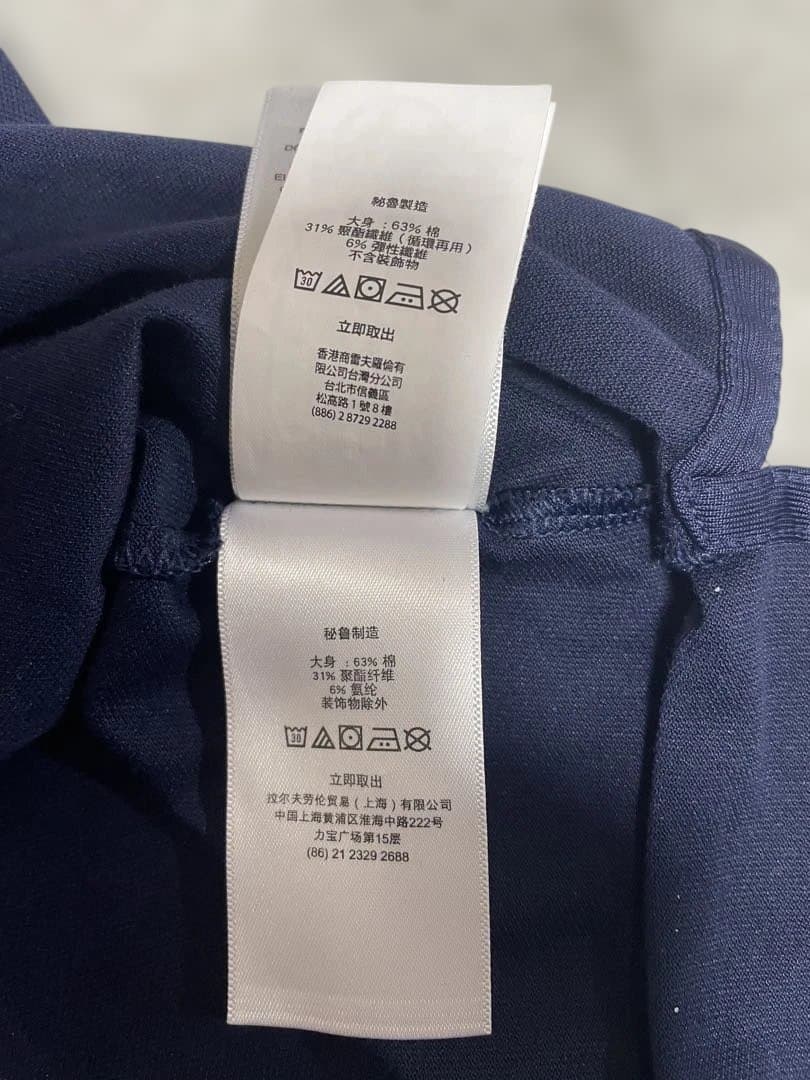 祕魯製造
大身 : 63% 棉
31% 聚酯纖維 ( 循環再用 )
6% 彈性纖維
不含裝飾物
30
立即取出
香港商雷夫羅倫有
限公司台灣分公司
台北市信義區
松高路 1 號 8 樓
(886) 2 8729 2288
秘鲁制造
大身 : 63% 棉
31% 聚酯纤维
6% 氨纶
装饰物除外
30
立即取出
拉尔夫劳伦贸易 ( 上海 ) 有限公司
中国上海黄浦区淮海中路222号
力宝广场第15层
(86) 21 2329 2688